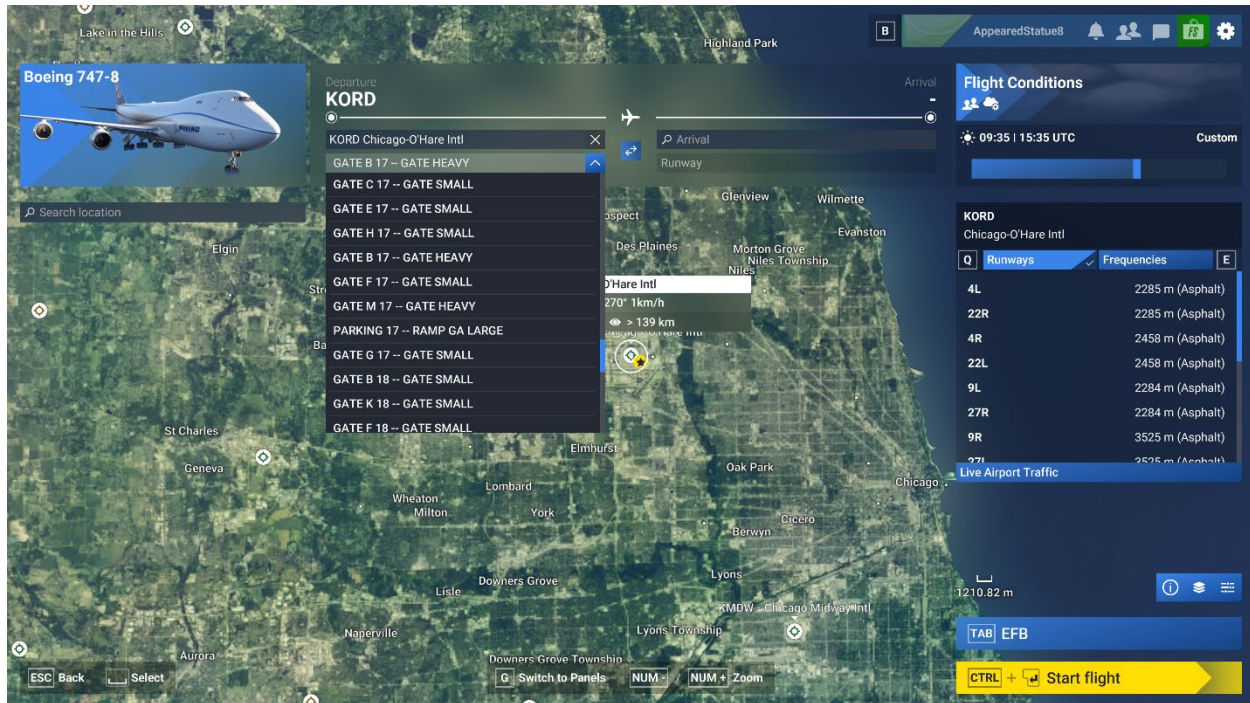 Lake in the Hills
Highland Park
B
AppearedStatue8
FS
Boeing 747-8
BOEING
Departure
KORD
Arrival
-
KORD Chicago-O'Hare Intl
Arrival
GATE B 17 -- GATE HEAVY
Runway
GATE C 17 -- GATE SMALL
GATE E 17 -- GATE SMALL
GATE H 17 -- GATE SMALL
GATE B 17 -- GATE HEAVY
GATE F 17 -- GATE SMALL
GATE M 17 -- GATE HEAVY
PARKING 17 -- RAMP GA LARGE
GATE G 17 -- GATE SMALL
GATE B 18 -- GATE SMALL
GATE K 18 -- GATE SMALL
GATE F 18 -- GATE SMALL
Flight Conditions
09:35 | 15:35 UTC
Custom
KORD
Chicago-O'Hare Intl
Q Runways
Frequencies E
4L 2285 m (Asphalt)
22R 2285 m (Asphalt)
4R 2458 m (Asphalt)
22L 2458 m (Asphalt)
9L 2284 m (Asphalt)
27R 2284 m (Asphalt)
9R 3525 m (Asphalt)
27L 3525 m (Asphalt)
Live Airport Traffic
Search location
Elgin
Glenview
Wilmette
Evanston
Des Plaines
Morton Grove
Niles Township
Niles
O'Hare Intl
270° 1km/h
> 139 km
St Charles
Geneva
Elmhurst
Oak Park
Chicago
Lombard
Wheaton
Milton
York
Cicero
Berwyn
Downers Grove
Lisle
Lyons
KMDW - Chicago Midway Intl
Naperville
Lyons Township
Aurora
Downers Grove Township
1210.82 m
TAB EFB
CTRL + Start flight
ESC Back
Select
G Switch to Panels
NUM - / NUM + Zoom